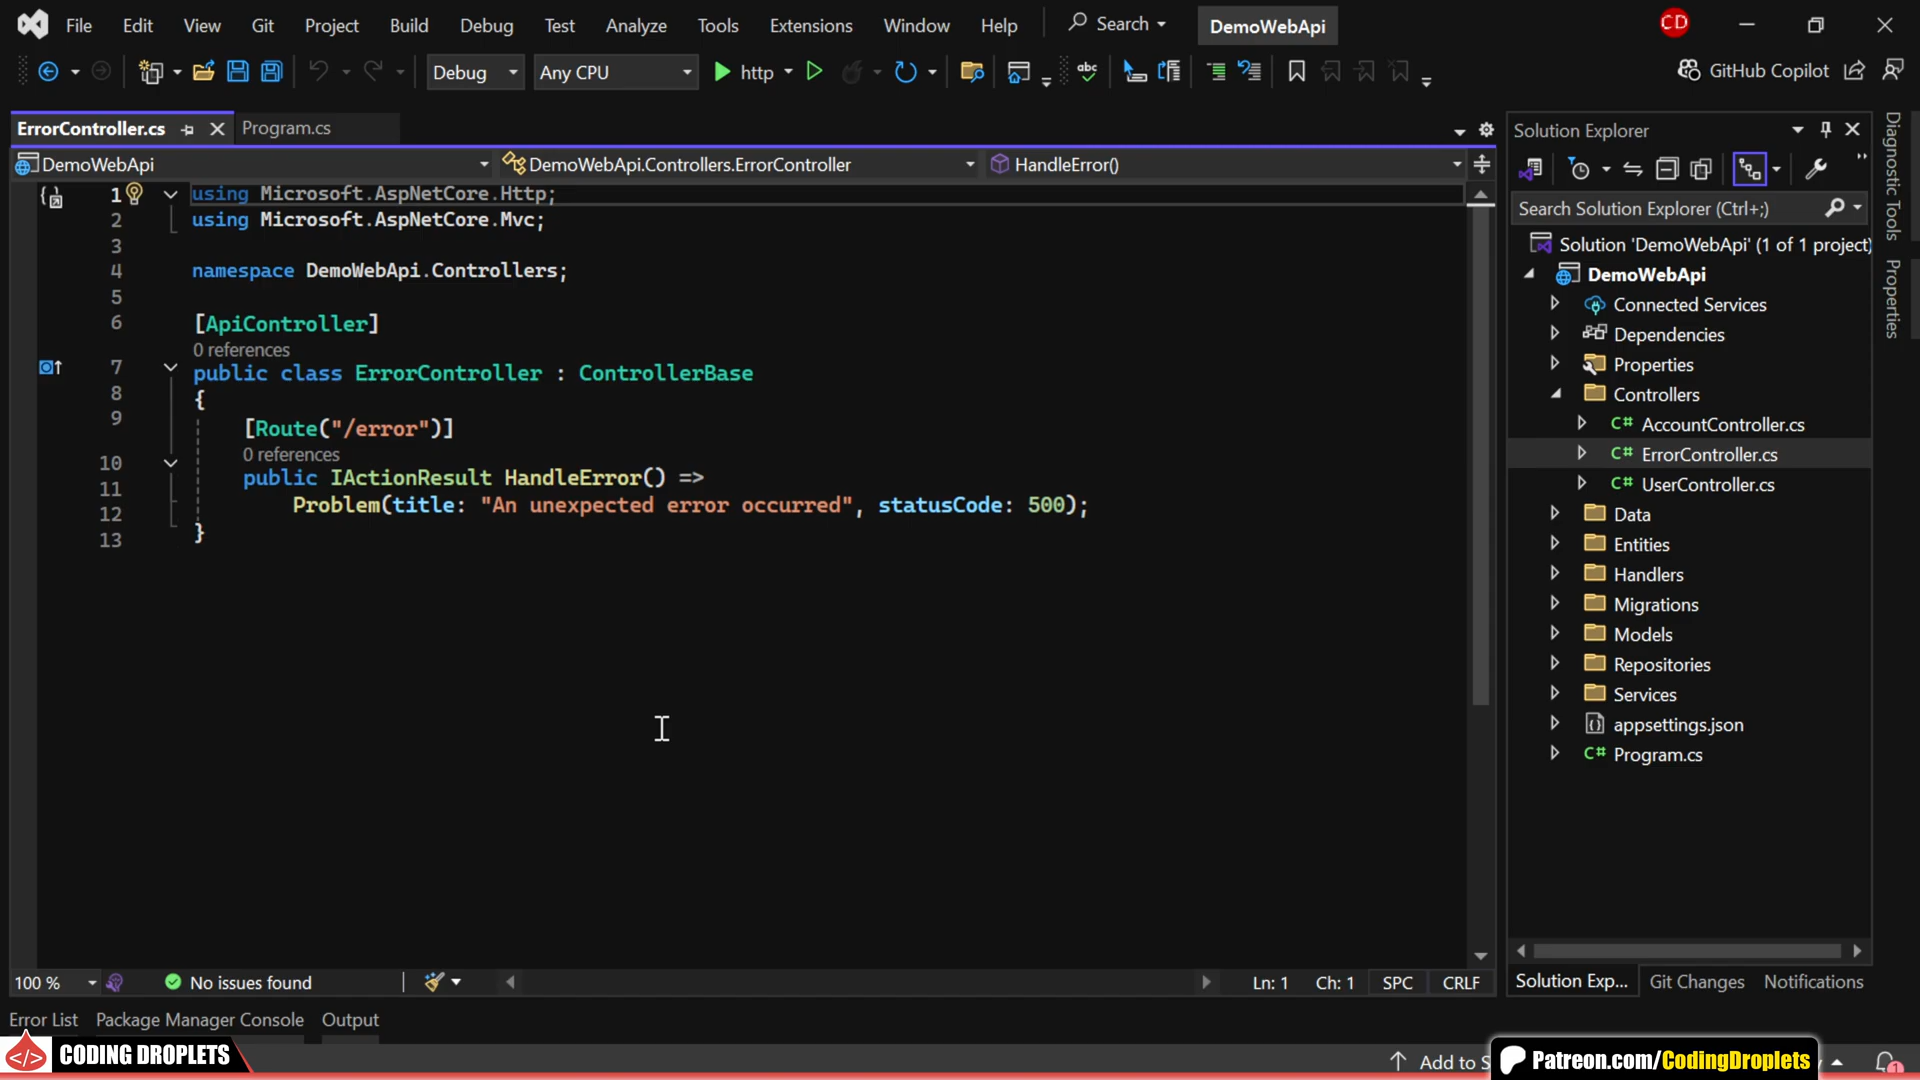 File Edit View Git Project Build Debug Test Analyze Tools Extensions Window Help Search DemoWebApi CD
Debug Any CPU http abc GitHub Copilot
ErrorController.cs Program.cs
DemoWebApi DemoWebApi.Controllers.ErrorController HandleError()
1 using Microsoft.AspNetCore.Http;
2 using Microsoft.AspNetCore.Mvc;
3
4 namespace DemoWebApi.Controllers;
5
6 [ApiController]
0 references
7 public class ErrorController : ControllerBase
8 {
9 [Route("/error")]
0 references
10 public IActionResult HandleError() =>
11 Problem(title: "An unexpected error occurred", statusCode: 500);
12 }
13
100 % No issues found Ln: 1 Ch: 1 SPC CRLF
Solution Explorer
Search Solution Explorer (Ctrl+;)
Solution 'DemoWebApi' (1 of 1 project)
DemoWebApi
Connected Services
Dependencies
Properties
Controllers
C# AccountController.cs
C# ErrorController.cs
C# UserController.cs
Data
Entities
Handlers
Migrations
Models
Repositories
Services
appsettings.json
C# Program.cs
Solution Exp... Git Changes Notifications
Diagnostic Tools
Properties
Error List Package Manager Console Output
CODING DROPLETS
Add to S
Patreon.com/CodingDroplets
1